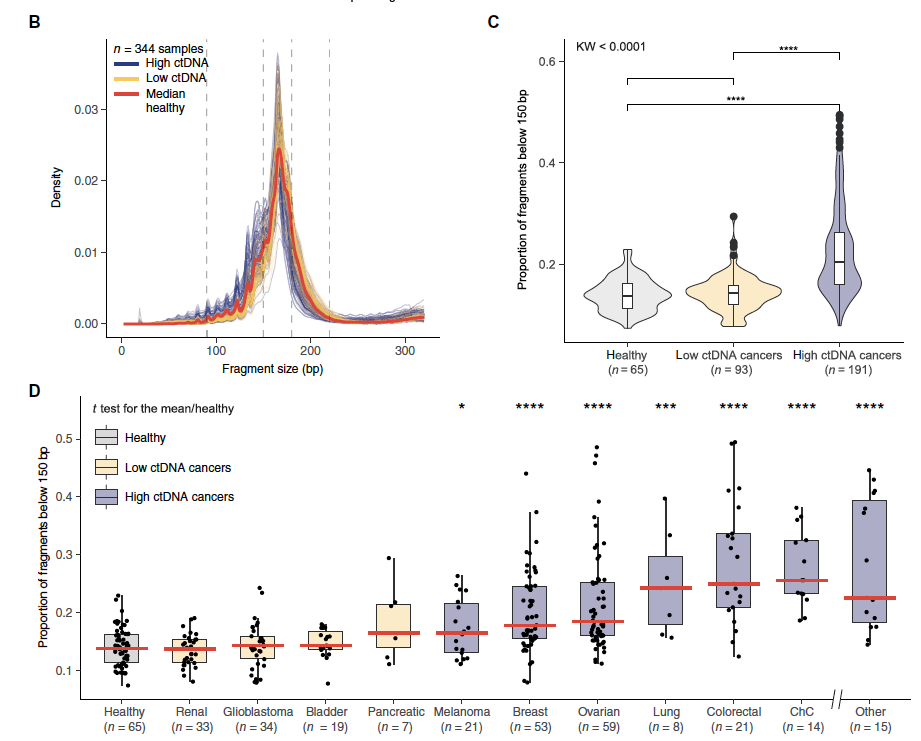 B
n = 344 samples
High ctDNA
Low ctDNA
Median
healthy
0.03
0.02
0.01
0.00
Density
0
100
200
300
Fragment size (bp)
C
KW < 0.0001
****
****
0.6
0.4
0.2
Proportion of fragments below 150 bp
Healthy
(n = 65)
Low ctDNA cancers
(n = 93)
High ctDNA cancers
(n = 191)
D
t test for the mean/healthy
Healthy
Low ctDNA cancers
High ctDNA cancers
* **** **** *** **** **** ****
0.5
0.4
0.3
0.2
0.1
Proportion of fragments below 150 bp
Healthy Renal Glioblastoma Bladder Pancreatic Melanoma Breast Ovarian Lung Colorectal ChC Other
(n = 65) (n = 33) (n = 34) (n = 19) (n = 7) (n = 21) (n = 53) (n = 59) (n = 8) (n = 21) (n = 14) (n = 15)